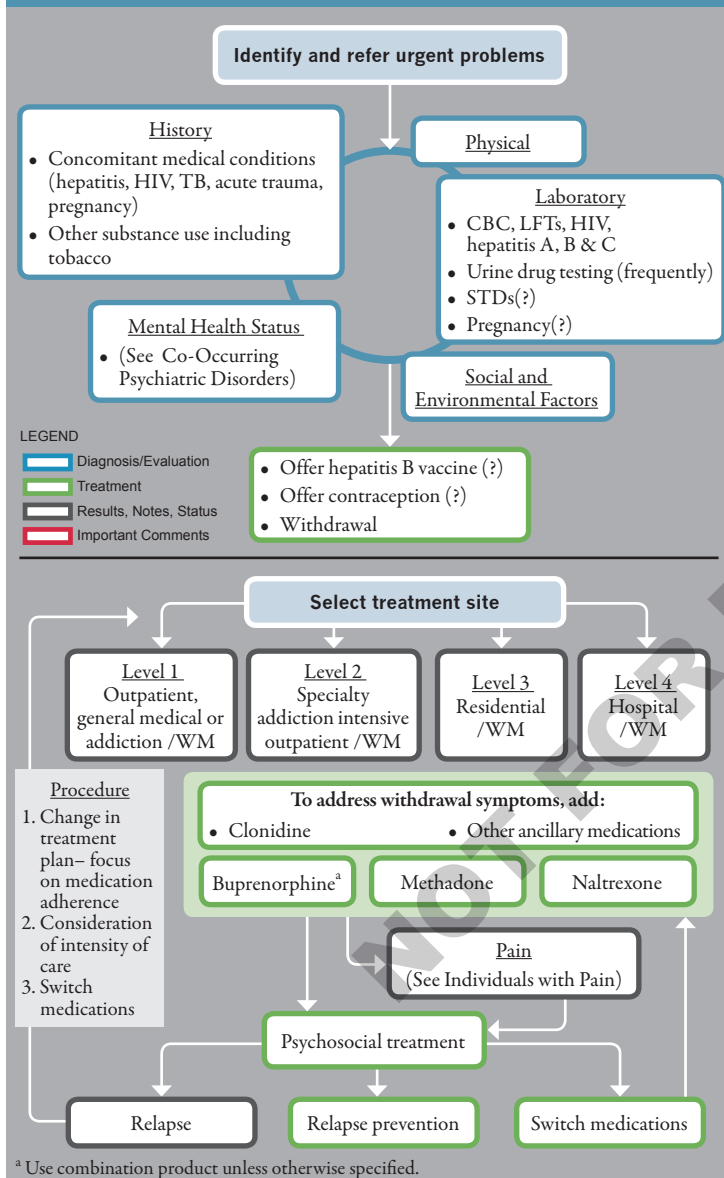 Identify and refer urgent problems
History
• Concomitant medical conditions
(hepatitis, HIV, TB, acute trauma,
pregnancy)
• Other substance use including
tobacco
Physical
Laboratory
• CBC, LFTs, HIV,
hepatitis A, B & C
• Urine drug testing (frequently)
• STDs(?)
• Pregnancy(?)
Mental Health Status
• (See Co-Occurring
Psychiatric Disorders)
Social and
Environmental Factors
LEGEND
Diagnosis/Evaluation
Treatment
Results, Notes, Status
Important Comments
• Offer hepatitis B vaccine (?)
• Offer contraception (?)
• Withdrawal
Select treatment site
Level 1
Outpatient,
general medical or
addiction /WM
Level 2
Specialty
addiction intensive
outpatient /WM
Level 3
Residential
/WM
Level 4
Hospital
/WM
Procedure
1. Change in
treatment
plan– focus
on medication
adherence
2. Consideration
of intensity of
care
3. Switch
medications
To address withdrawal symptoms, add:
• Clonidine
• Other ancillary medications
Buprenorphineᵃ
Methadone
Naltrexone
Pain
(See Individuals with Pain)
Psychosocial treatment
Relapse
Relapse prevention
Switch medications
ᵃ Use combination product unless otherwise specified.
NOT FOR